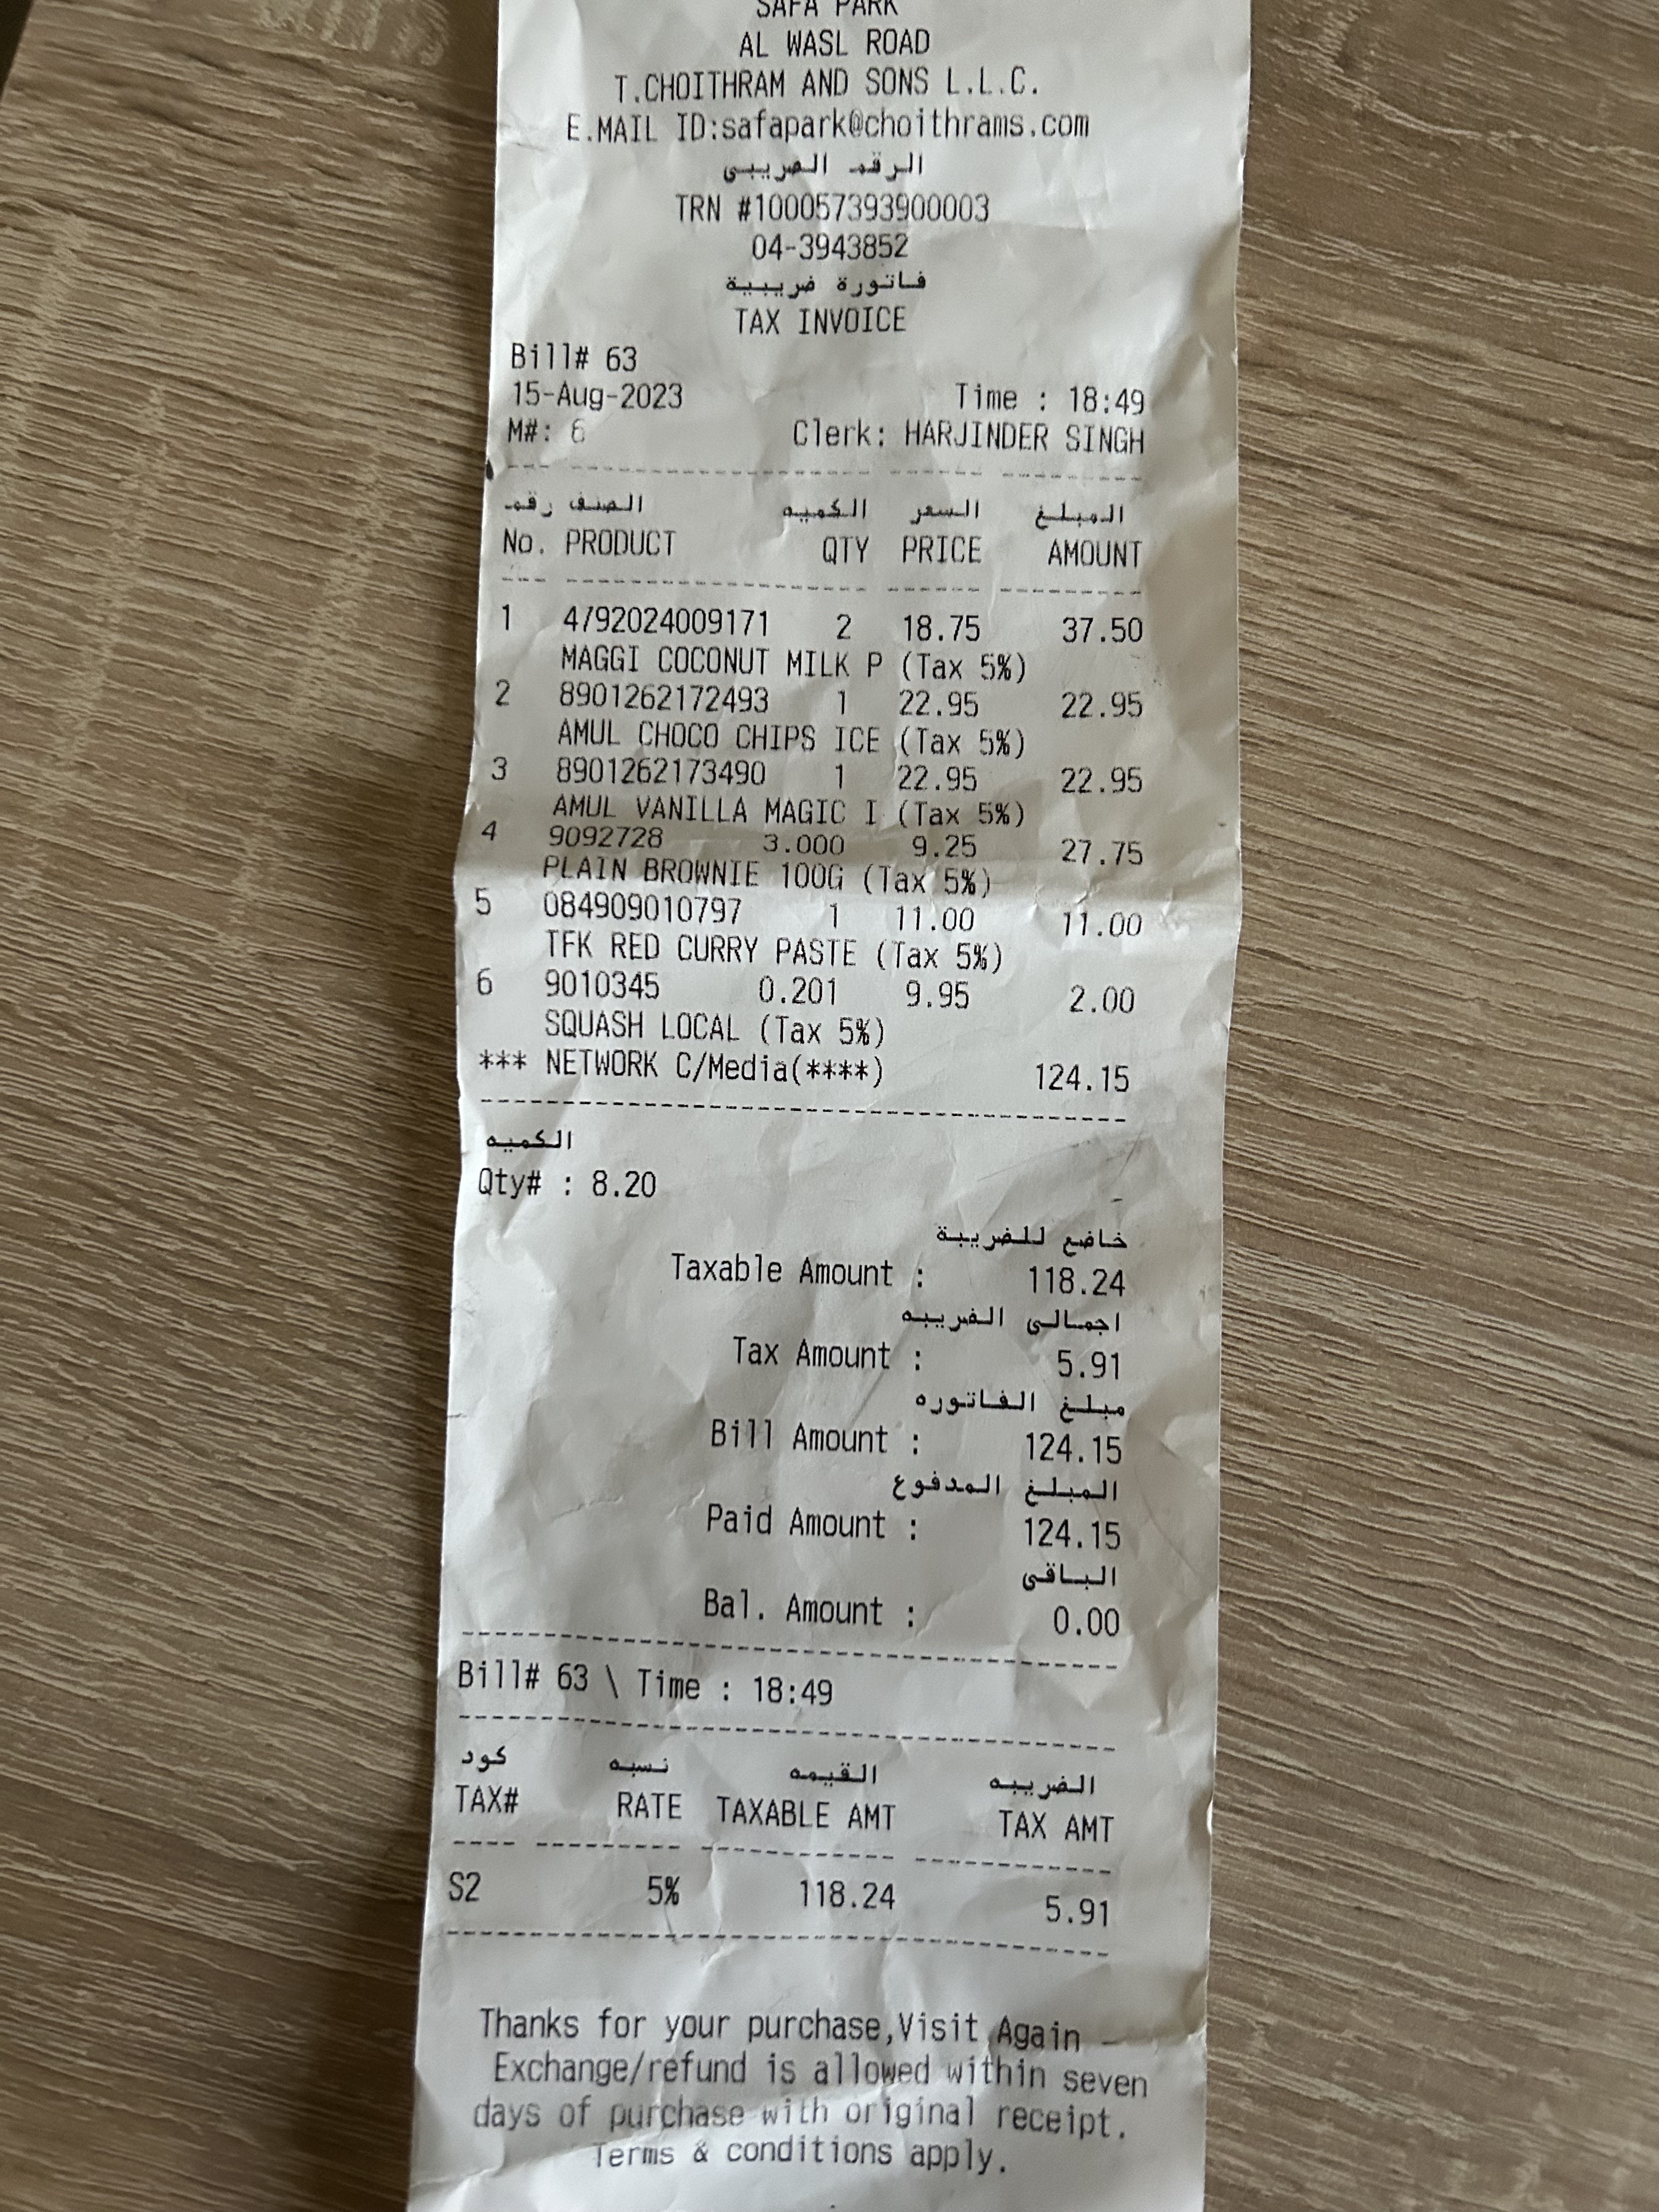 SAFA PARK
AL WASL ROAD
T.CHOITHRAM AND SONS L.L.C.
E.MAIL ID:safapark@choithrams.com
الرقم الضريبي
TRN #100057393900003
04-3943852
فاتورة ضريبية
TAX INVOICE
Bill# 63
15-Aug-2023 Time : 18:49
M#: 6 Clerk: HARJINDER SINGH
رقم الصنف الكميه السعر المبلغ
No. PRODUCT QTY PRICE AMOUNT
1 4792024009171 2 18.75 37.50
MAGGI COCONUT MILK P (Tax 5%)
2 8901262172493 1 22.95 22.95
AMUL CHOCO CHIPS ICE (Tax 5%)
3 8901262173490 1 22.95 22.95
AMUL VANILLA MAGIC I (Tax 5%)
4 9092728 3.000 9.25 27.75
PLAIN BROWNIE 100G (Tax 5%)
5 084909010797 1 11.00 11.00
TFK RED CURRY PASTE (Tax 5%)
6 9010345 0.201 9.95 2.00
SQUASH LOCAL (Tax 5%)
*** NETWORK C/Media(****) 124.15
الكميه
Qty# : 8.20
خاضع للضريبة
Taxable Amount : 118.24
اجمالي الضريبه
Tax Amount : 5.91
مبلغ الفاتوره
Bill Amount : 124.15
المبلغ المدفوع
Paid Amount : 124.15
الباقي
Bal. Amount : 0.00
Bill# 63 \ Time : 18:49
كود نسبه القيمه الضريبه
TAX# RATE TAXABLE AMT TAX AMT
S2 5% 118.24 5.91
Thanks for your purchase,Visit Again
Exchange/refund is allowed within seven
days of purchase with original receipt.
Terms & conditions apply.